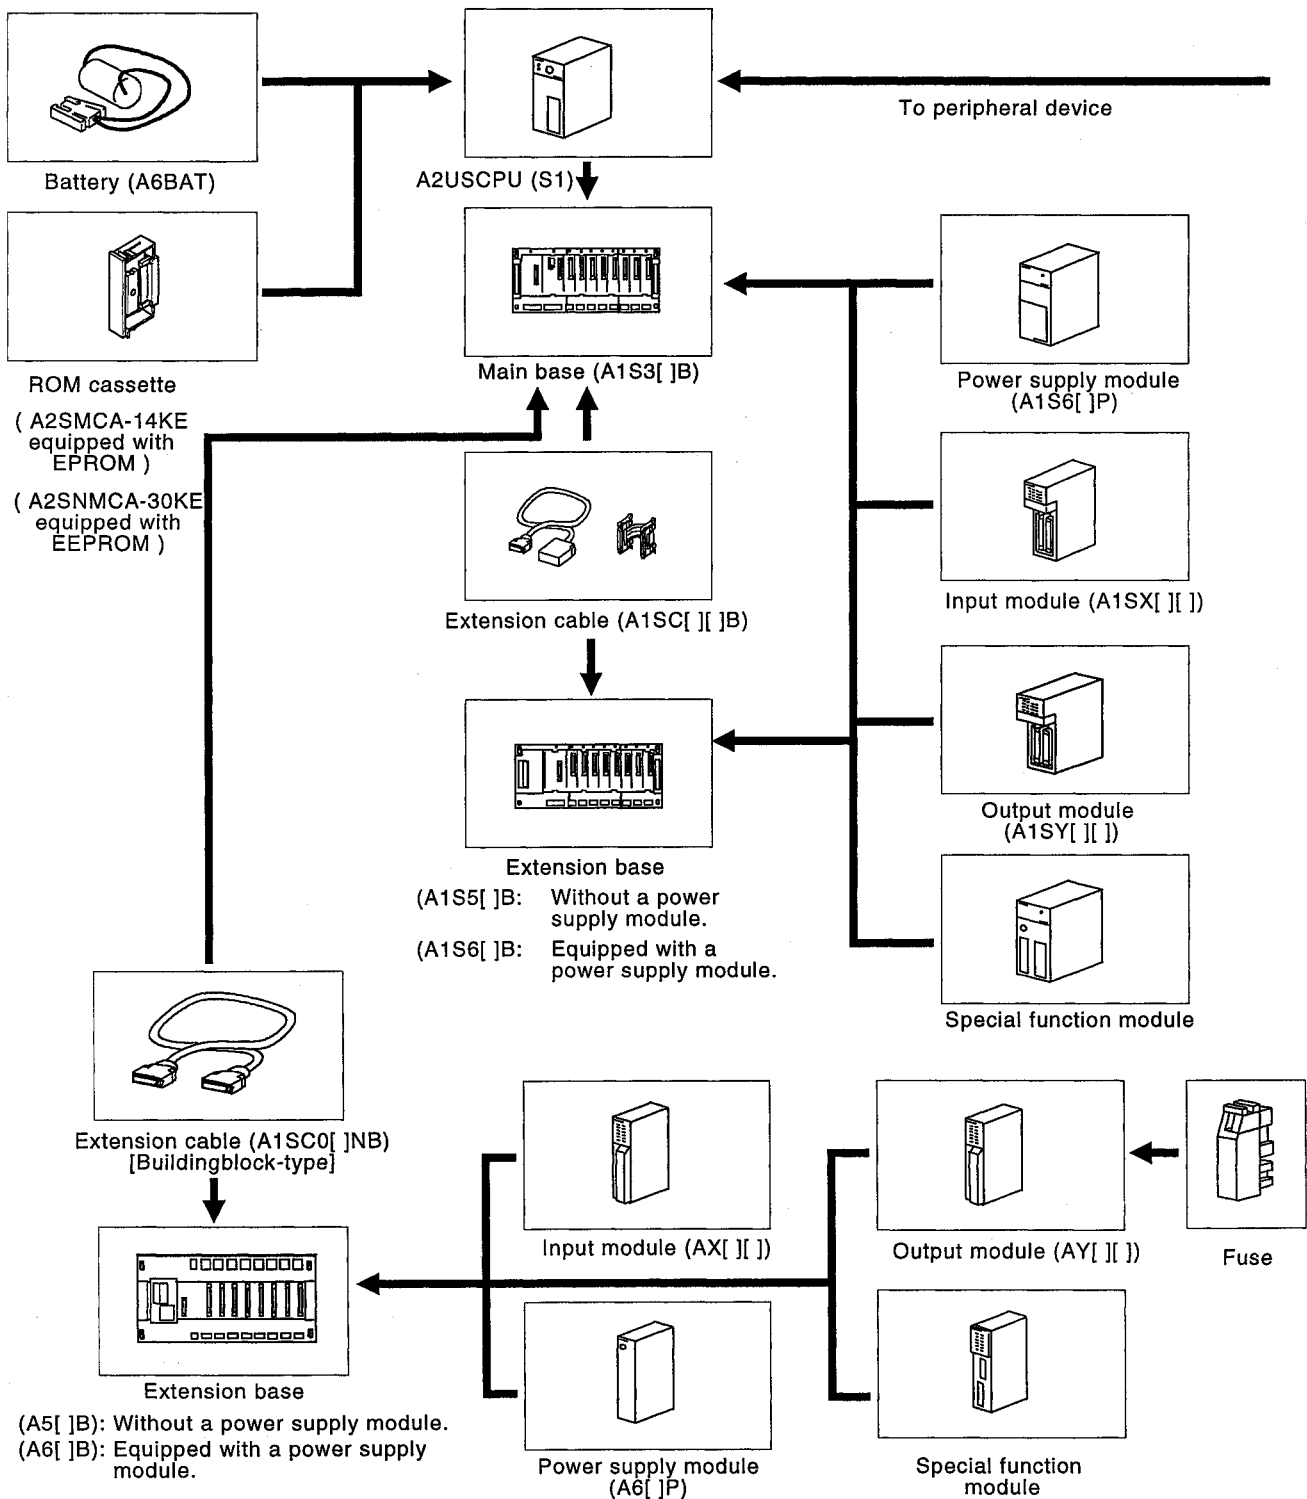 To peripheral device
Battery (A6BAT)
A2USCPU (S1)
ROM cassette
( A2SMCA-14KE
equipped with
EPROM )
( A2SNMCA-30KE
equipped with
EEPROM )
Main base (A1S3[ ]B)
Power supply module
(A1S6[ ]P)
Extension cable (A1SC[ ][ ]B)
Input module (A1SX[ ][ ])
Output module
(A1SY[ ][ ])
Extension base
(A1S5[ ]B: Without a power
supply module.
(A1S6[ ]B: Equipped with a
power supply module.
Special function module
Extension cable (A1SC0[ ]NB)
[Buildingblock-type]
Input module (AX[ ][ ])
Output module (AY[ ][ ])
Fuse
Extension base
(A5[ ]B): Without a power supply module.
(A6[ ]B): Equipped with a power supply
module.
Power supply module
(A6[ ]P)
Special function
module